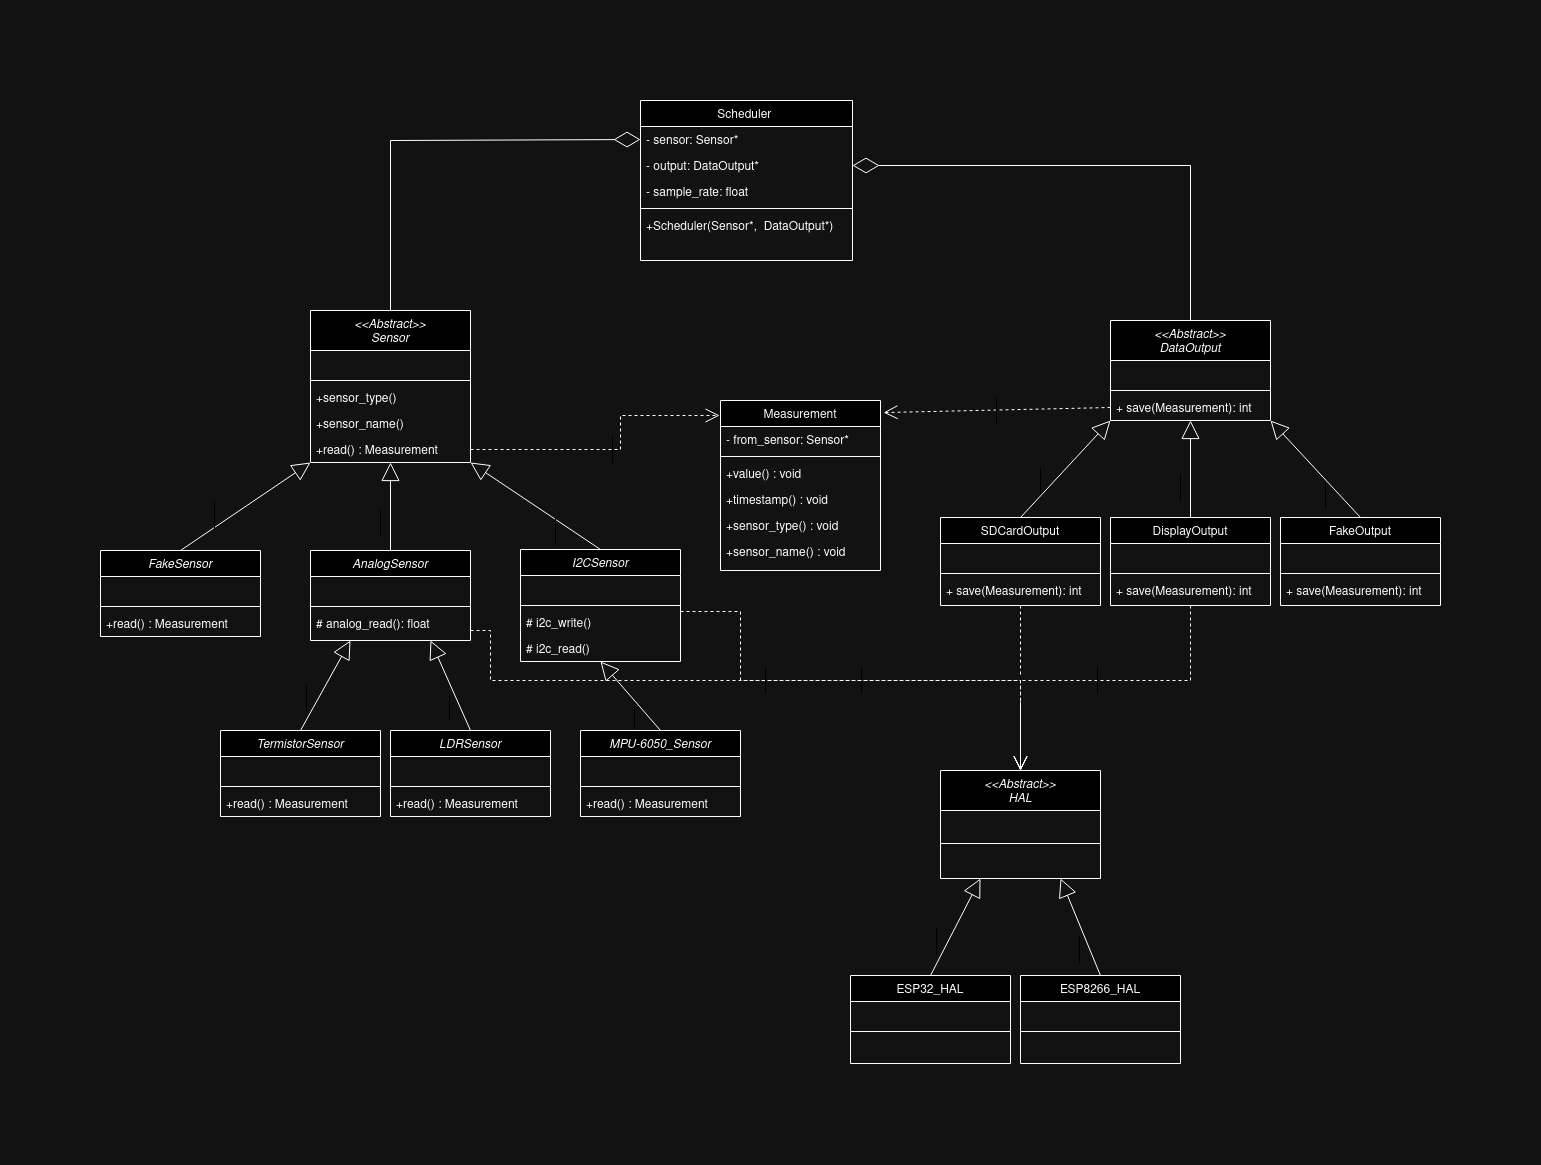 Scheduler
- sensor: Sensor*
- output: DataOutput*
- sample_rate: float
+Scheduler(Sensor*,  DataOutput*)
<<Abstract>>
Sensor
+sensor_type()
+sensor_name()
+read() : Measurement
<<Abstract>>
DataOutput
+ save(Measurement): int
Measurement
- from_sensor: Sensor*
+value() : void
+timestamp() : void
+sensor_type() : void
+sensor_name() : void
FakeSensor
+read() : Measurement
AnalogSensor
# analog_read(): float
I2CSensor
# i2c_write()
# i2c_read()
SDCardOutput
+ save(Measurement): int
DisplayOutput
+ save(Measurement): int
FakeOutput
+ save(Measurement): int
TermistorSensor
+read() : Measurement
LDRSensor
+read() : Measurement
MPU-6050_Sensor
+read() : Measurement
<<Abstract>>
HAL
ESP32_HAL
ESP8266_HAL